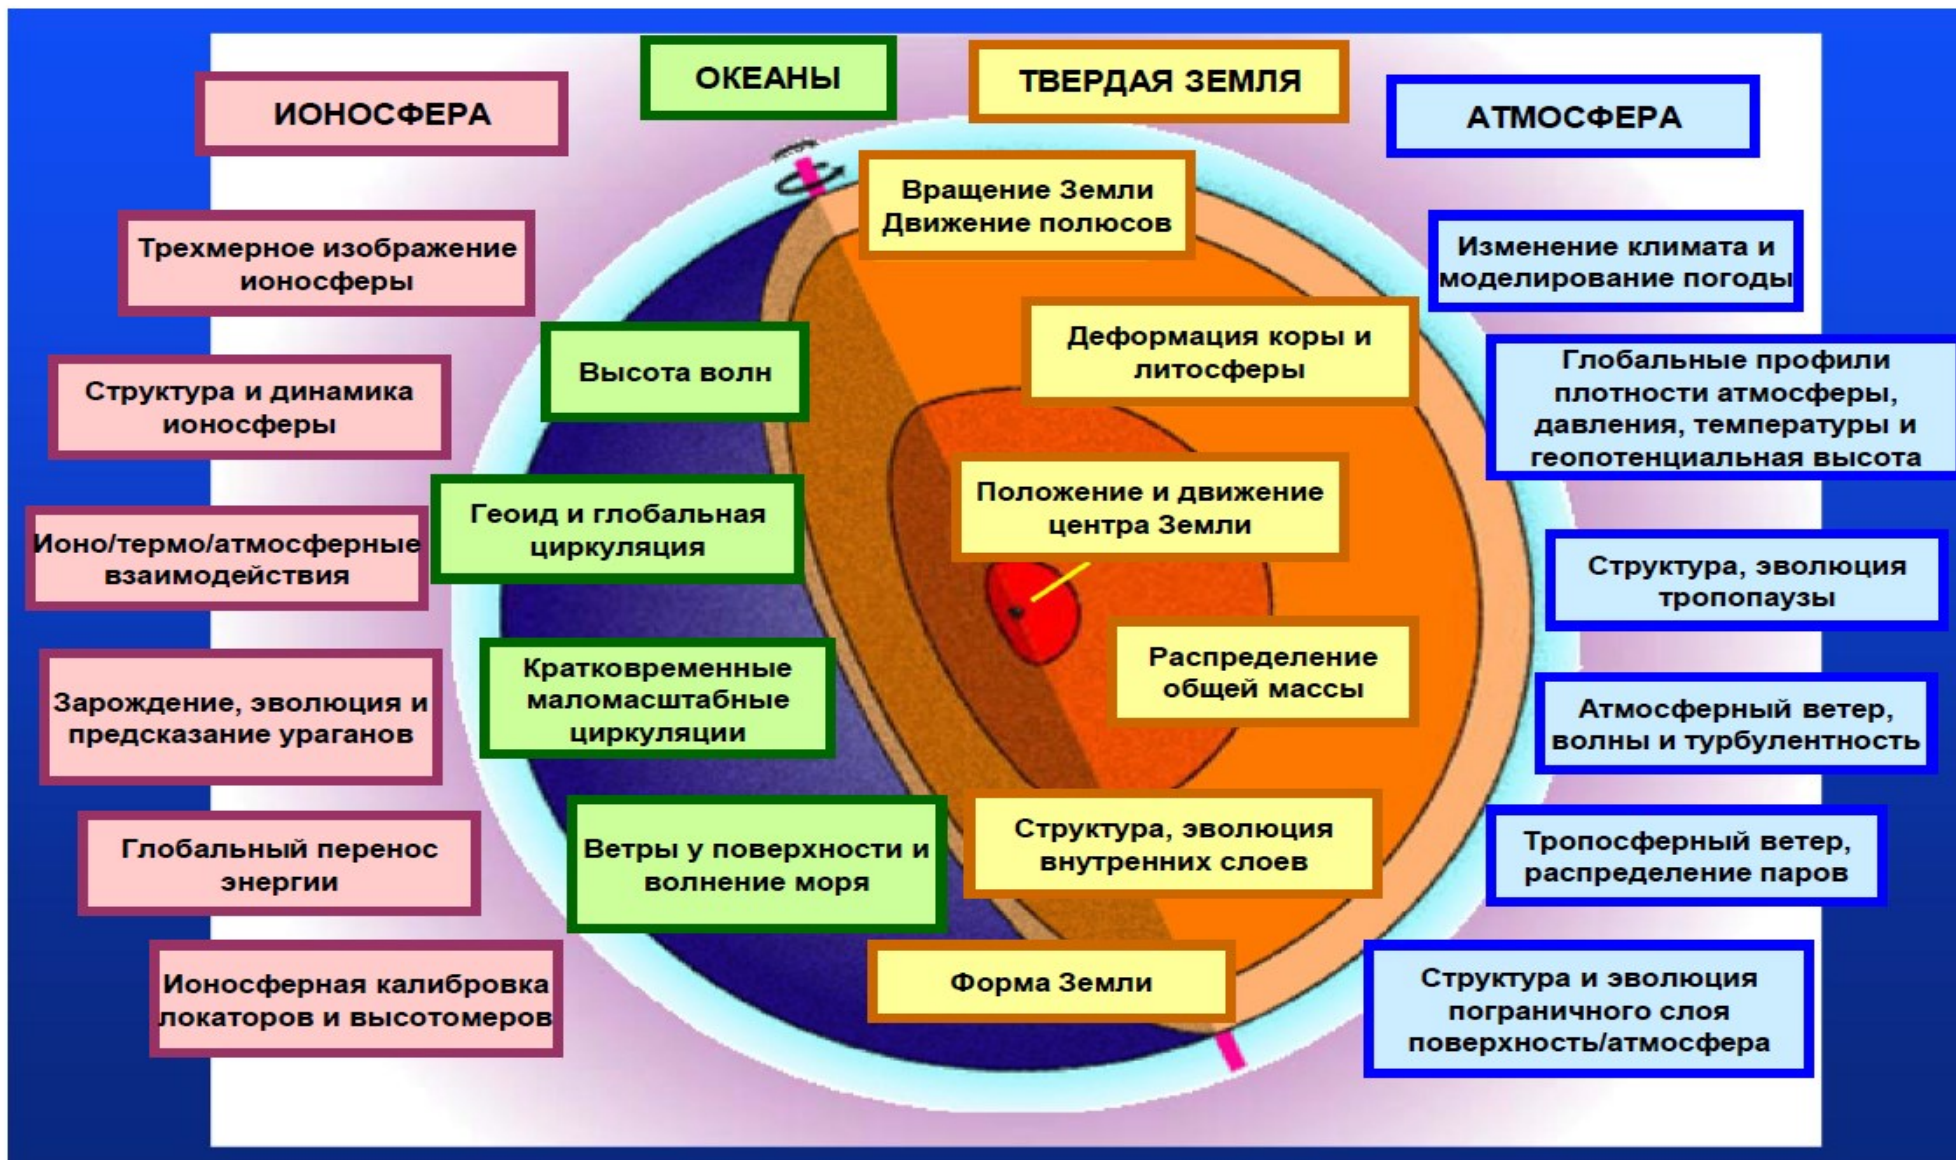 ИОНОСФЕРА
Трехмерное изображение
ионосферы
Структура и динамика
ионосферы
Ионо/термо/атмосферные
взаимодействия
Зарождение, эволюция и
предсказание ураганов
Глобальный перенос
энергии
Ионосферная калибровка
локаторов и высотомеров
ОКЕАНЫ
Высота волн
Геоид и глобальная
циркуляция
Кратковременные
маломасштабные
циркуляции
Ветры у поверхности и
волнение моря
ТВЕРДАЯ ЗЕМЛЯ
Вращение Земли
Движение полюсов
Деформация коры и
литосферы
Положение и движение
центра Земли
Распределение
общей массы
Структура, эволюция
внутренних слоев
Форма Земли
АТМОСФЕРА
Изменение климата и
моделирование погоды
Глобальные профили
плотности атмосферы,
давления, температуры и
геопотенциальная высота
Структура, эволюция
тропопаузы
Атмосферный ветер,
волны и турбулентность
Тропосферный ветер,
распределение паров
Структура и эволюция
пограничного слоя
поверхность/атмосфера